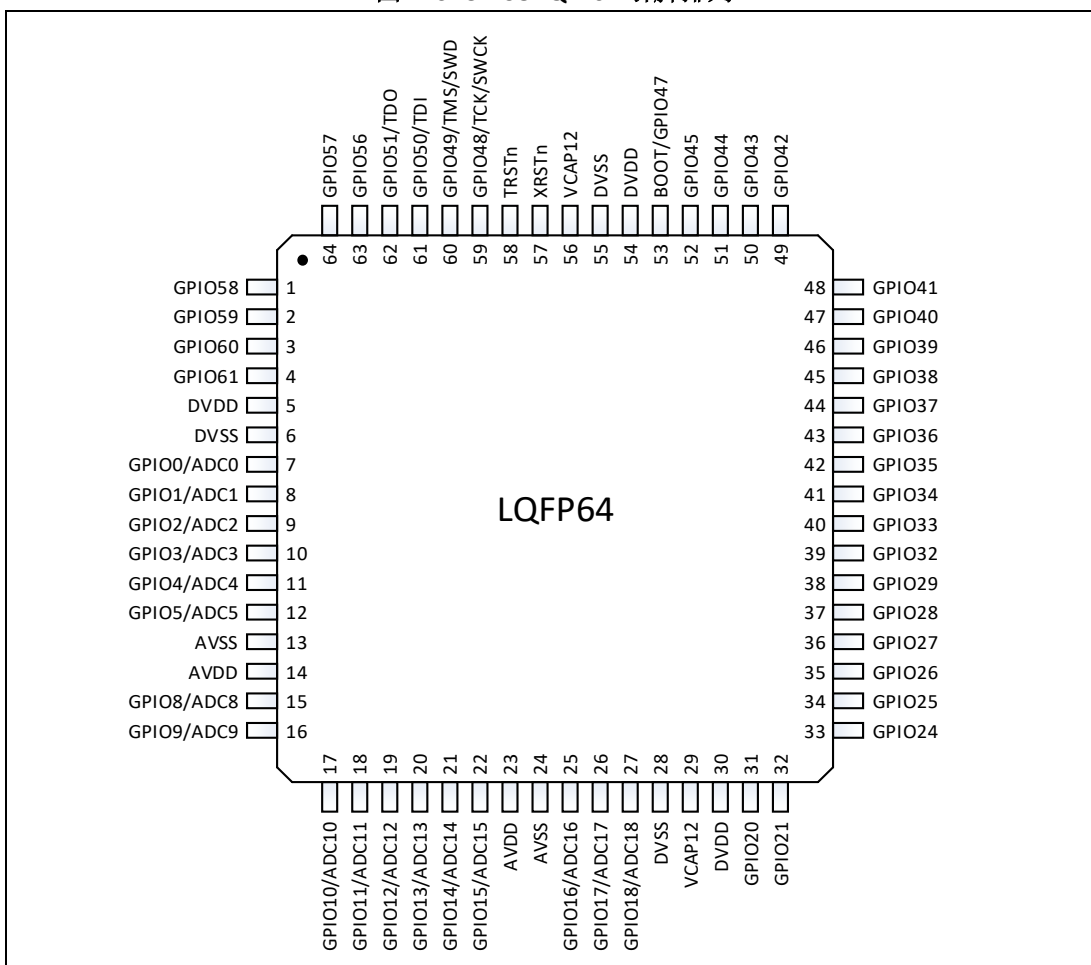 GPIO57
GPIO56
GPIO51/TDO
GPIO50/TDI
GPIO49/TMS/SWD
GPIO48/TCK/SWCK
TRSTn
XRSTn
VCAP12
DVSS
DVDD
BOOT/GPIO47
GPIO45
GPIO44
GPIO43
GPIO42
64
63
62
61
60
59
58
57
56
55
54
53
52
51
50
49
GPIO58 1
GPIO59 2
GPIO60 3
GPIO61 4
DVDD 5
DVSS 6
GPIO0/ADC0 7
GPIO1/ADC1 8
GPIO2/ADC2 9
GPIO3/ADC3 10
GPIO4/ADC4 11
GPIO5/ADC5 12
AVSS 13
AVDD 14
GPIO8/ADC8 15
GPIO9/ADC9 16
LQFP64
48 GPIO41
47 GPIO40
46 GPIO39
45 GPIO38
44 GPIO37
43 GPIO36
42 GPIO35
41 GPIO34
40 GPIO33
39 GPIO32
38 GPIO29
37 GPIO28
36 GPIO27
35 GPIO26
34 GPIO25
33 GPIO24
17
18
19
20
21
22
23
24
25
26
27
28
29
30
31
32
GPIO10/ADC10
GPIO11/ADC11
GPIO12/ADC12
GPIO13/ADC13
GPIO14/ADC14
GPIO15/ADC15
AVDD
AVSS
GPIO16/ADC16
GPIO17/ADC17
GPIO18/ADC18
DVSS
VCAP12
DVDD
GPIO20
GPIO21